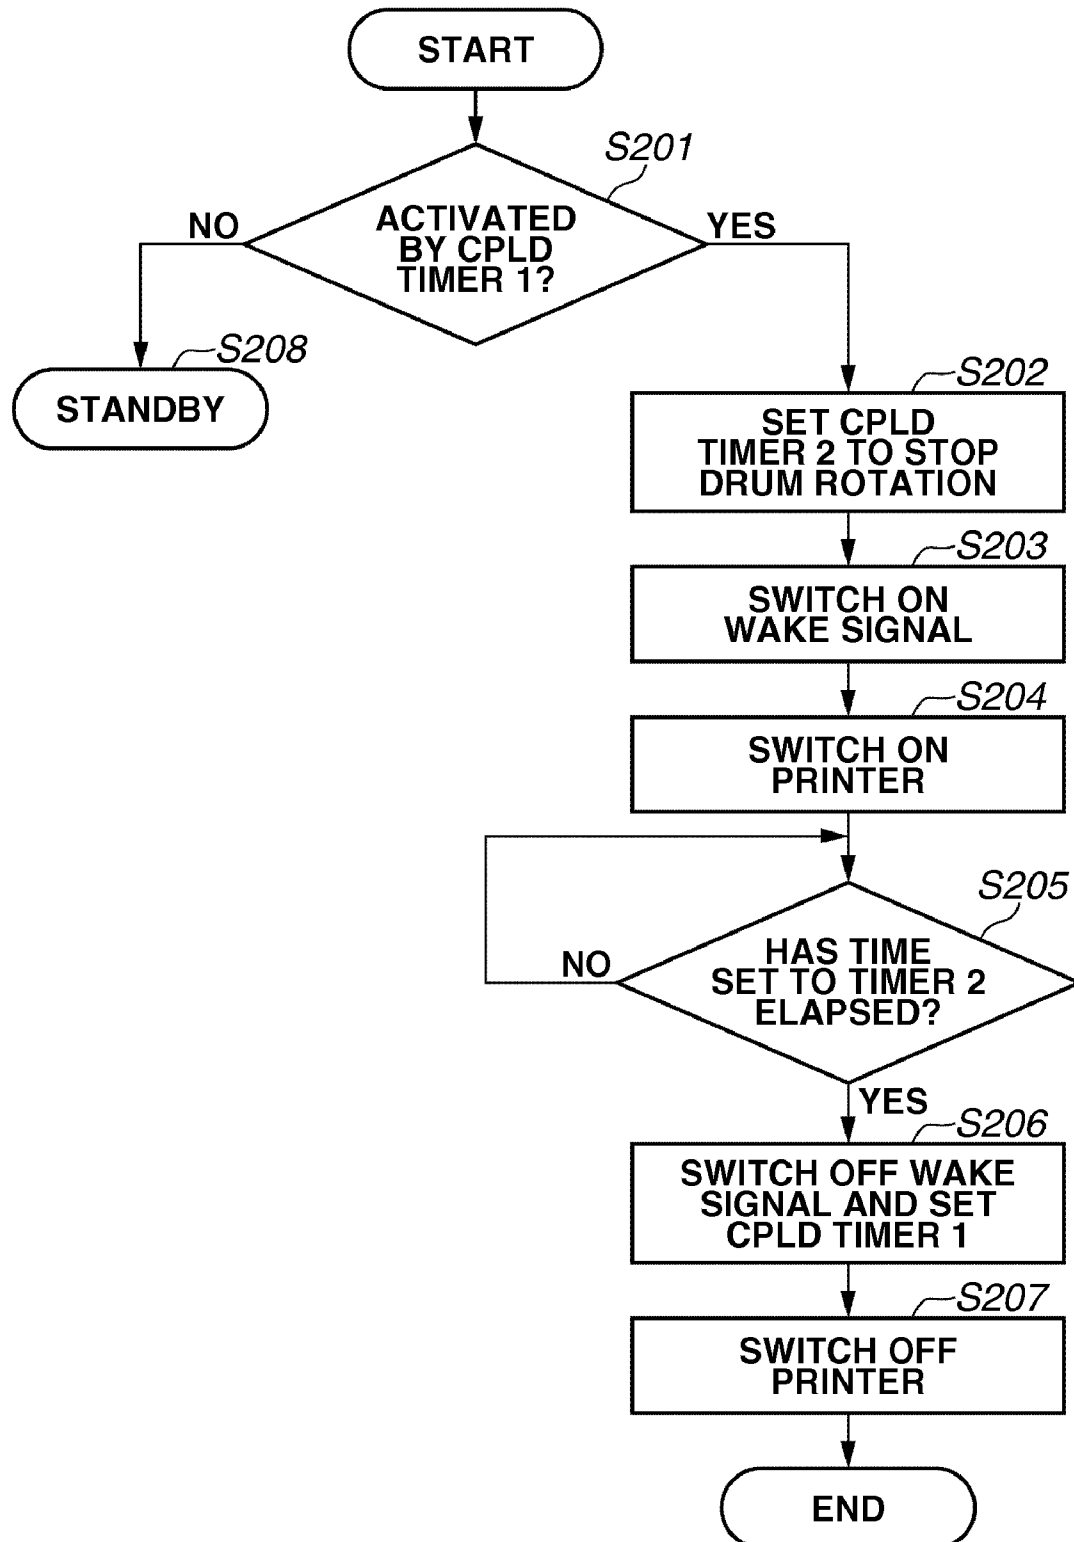 START
S201
ACTIVATED
BY CPLD
TIMER 1?
NO
YES
S208
STANDBY
S202
SET CPLD
TIMER 2 TO STOP
DRUM ROTATION
S203
SWITCH ON
WAKE SIGNAL
S204
SWITCH ON
PRINTER
S205
HAS TIME
SET TO TIMER 2
ELAPSED?
NO
YES
S206
SWITCH OFF WAKE
SIGNAL AND SET
CPLD TIMER 1
S207
SWITCH OFF
PRINTER
END